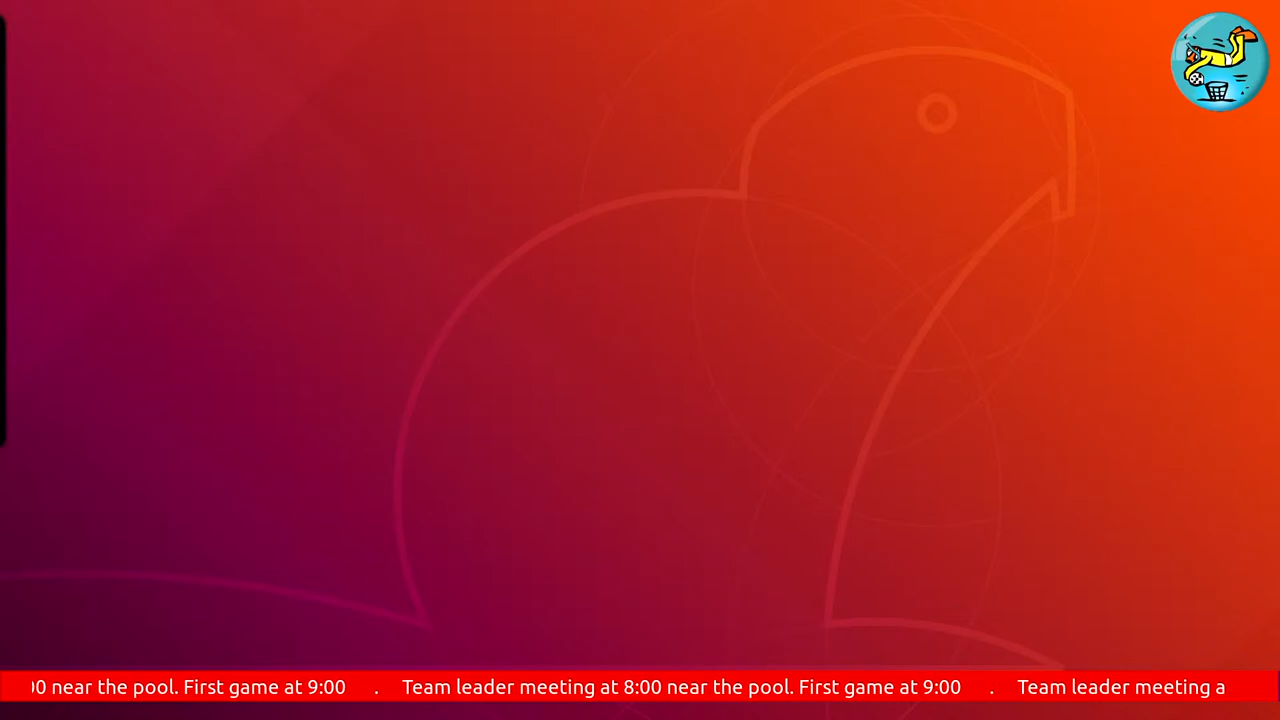 00 near the pool. First game at 9:00 . Team leader meeting at 8:00 near the pool. First game at 9:00 . Team leader meeting a